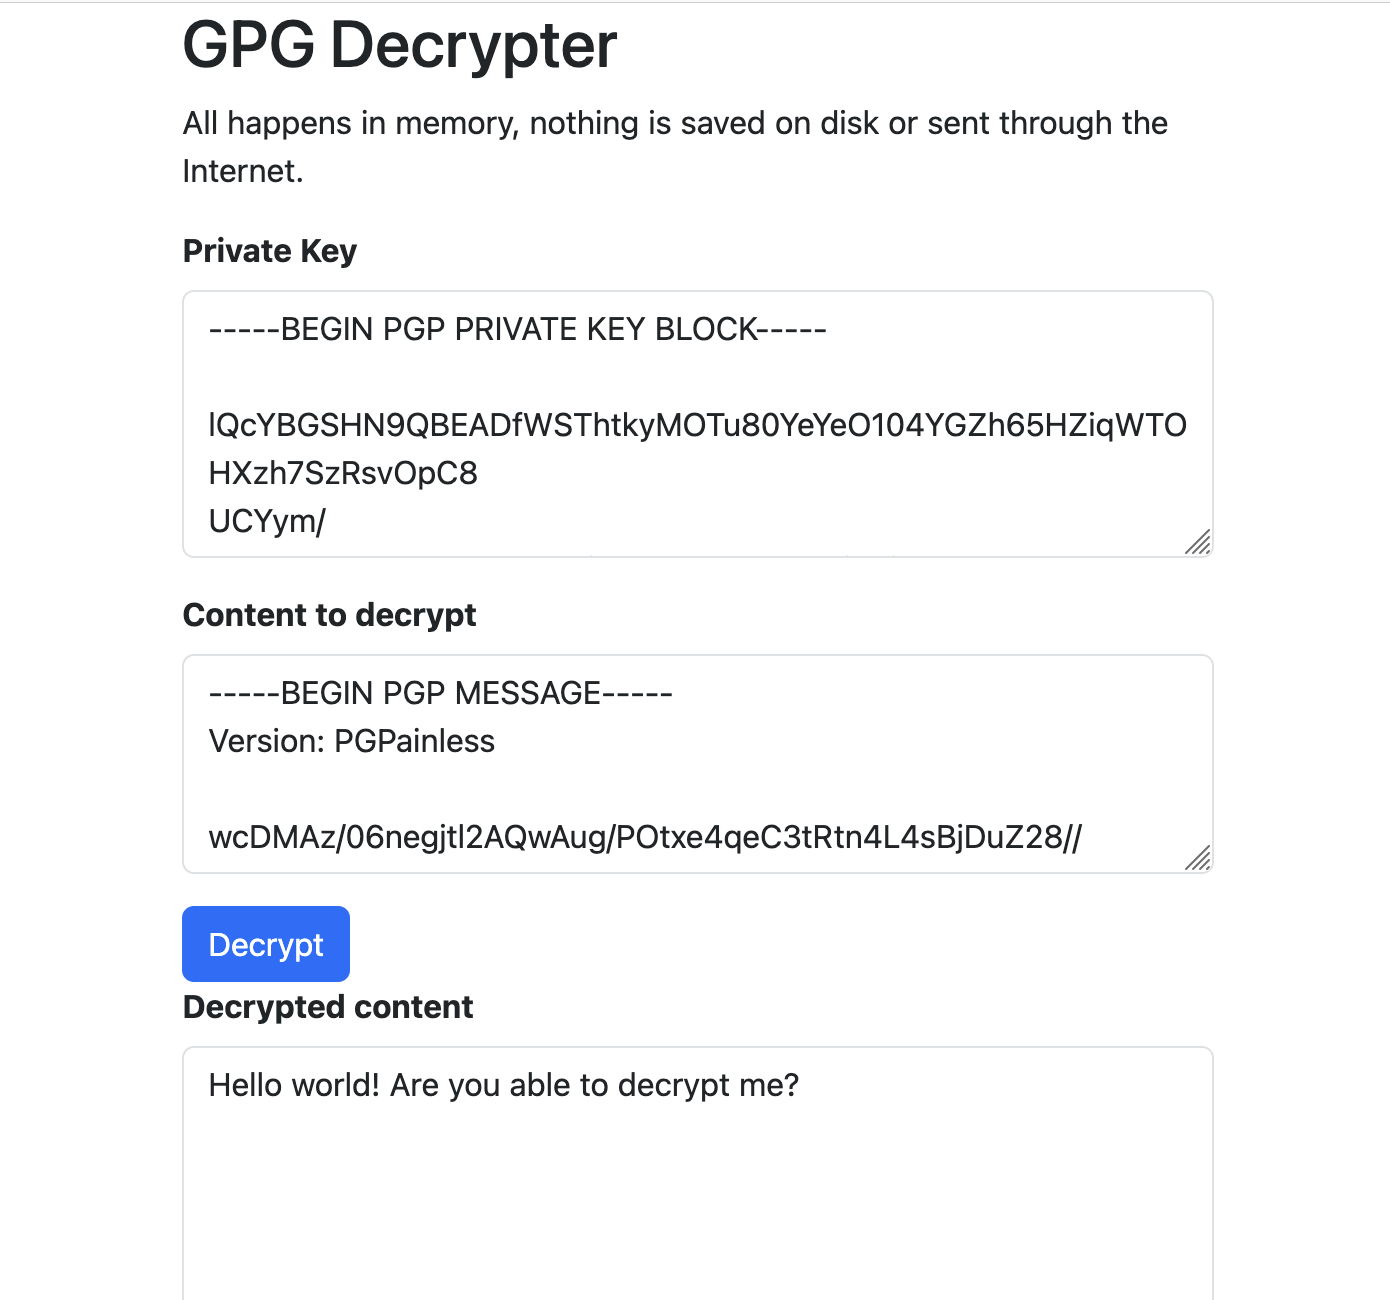 GPG Decrypter
All happens in memory, nothing is saved on disk or sent through the
Internet.
Private Key
-----BEGIN PGP PRIVATE KEY BLOCK-----
lQcYBGSHN9QBEADfWSThtkyMOTu80YeYeO104YGZh65HZiqWTO
HXzh7SzRsvOpC8
UCYym/
Content to decrypt
-----BEGIN PGP MESSAGE-----
Version: PGPainless
wcDMAz/06negjtl2AQwAug/POtxe4qeC3tRtn4L4sBjDuZ28//
Decrypt
Decrypted content
Hello world! Are you able to decrypt me?